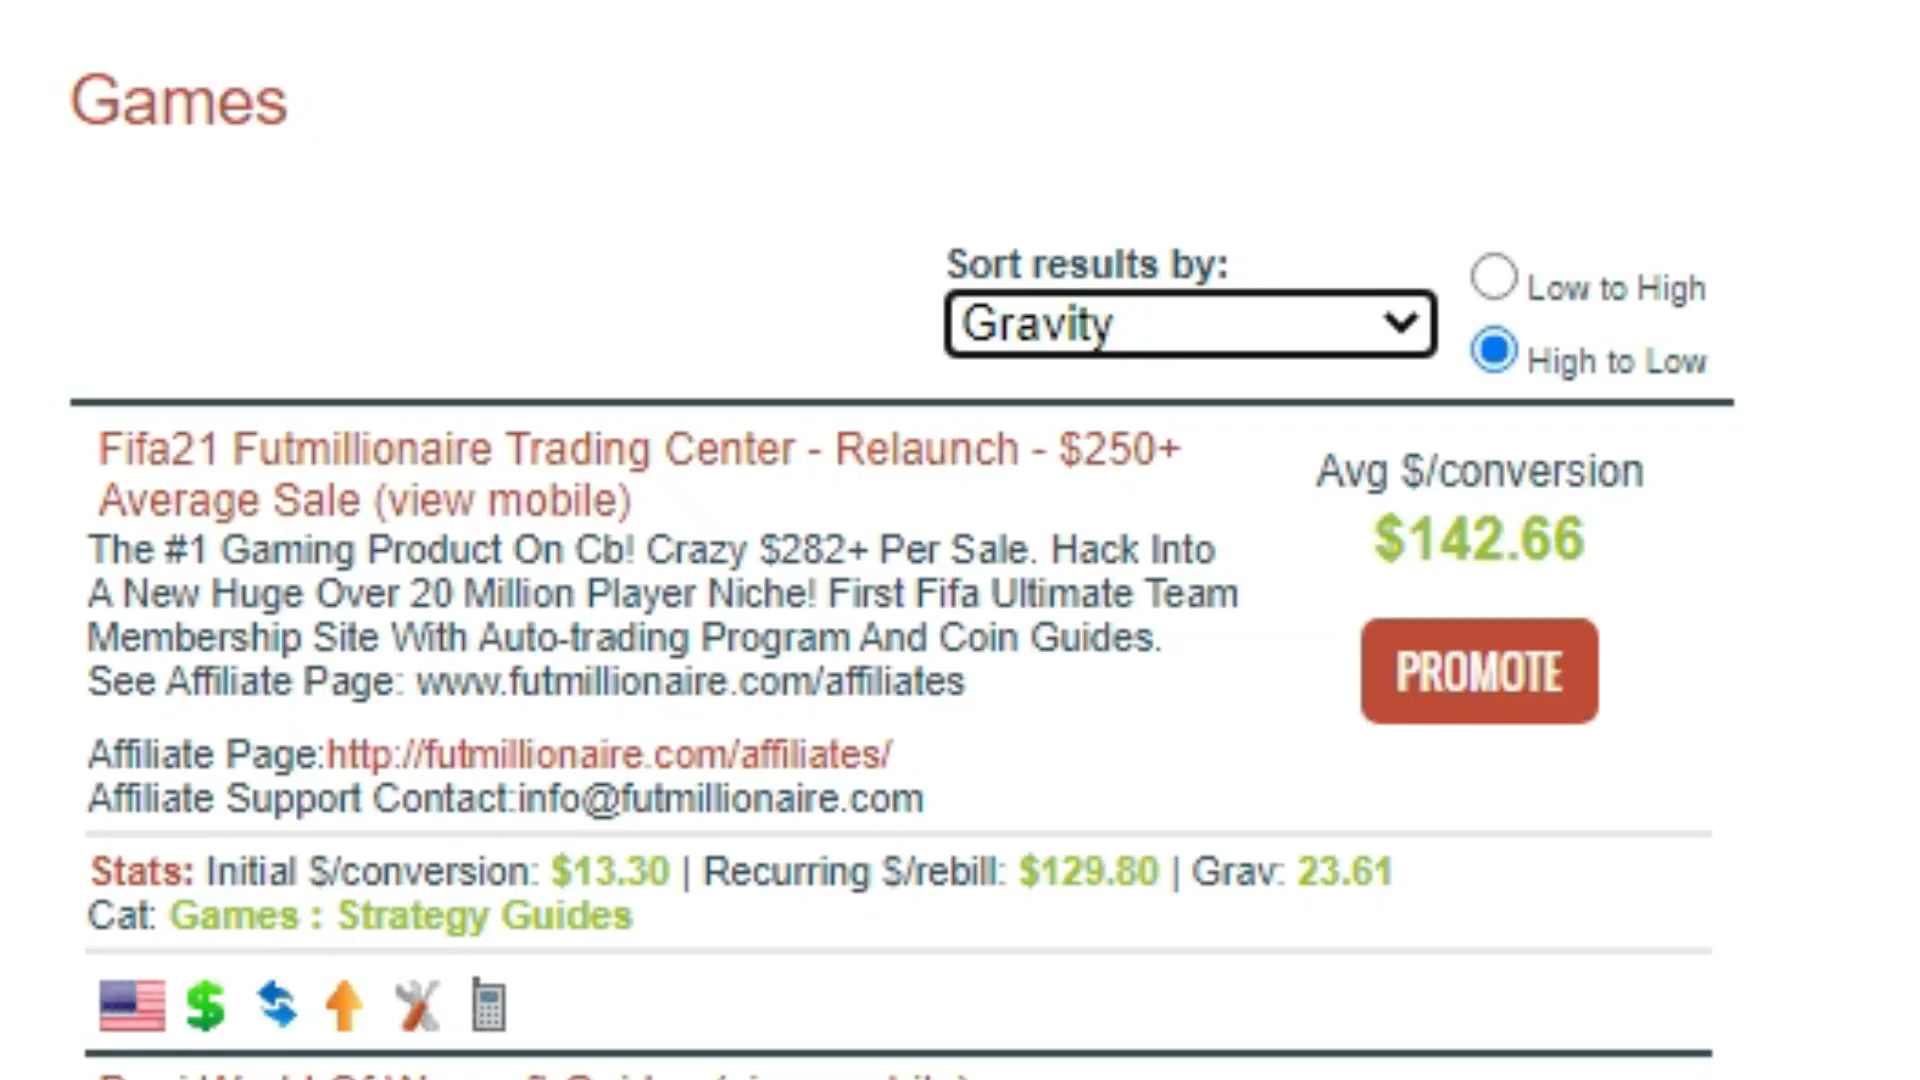 Games
Sort results by:
Gravity
Low to High
High to Low
Fifa21 Futmillionaire Trading Center - Relaunch - $250+
Average Sale (view mobile)
The #1 Gaming Product On Cb! Crazy $282+ Per Sale. Hack Into
A New Huge Over 20 Million Player Niche! First Fifa Ultimate Team
Membership Site With Auto-trading Program And Coin Guides.
See Affiliate Page: www.futmillionaire.com/affiliates
Avg $/conversion
$142.66
PROMOTE
Affiliate Page:http://futmillionaire.com/affiliates/
Affiliate Support Contact:info@futmillionaire.com
Stats: Initial $/conversion: $13.30 | Recurring $/rebill: $129.80 | Grav: 23.61
Cat: Games : Strategy Guides